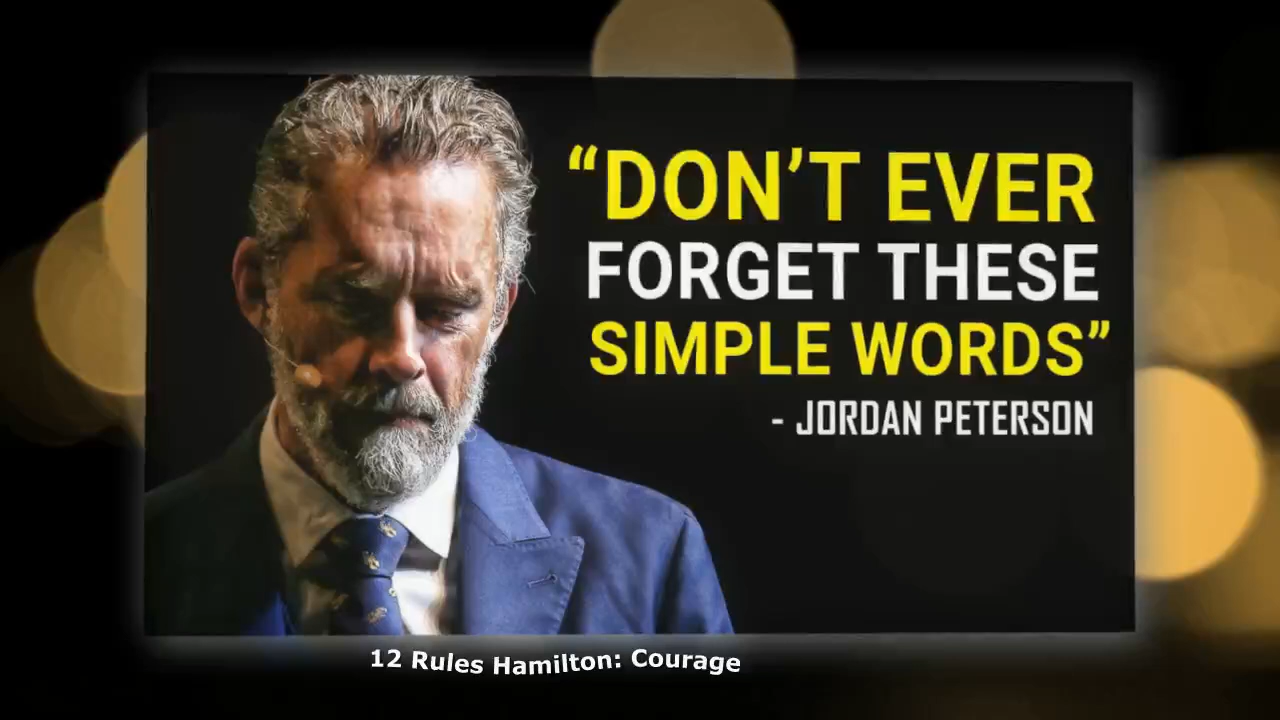 “DON’T EVER
FORGET THESE
SIMPLE WORDS”
- JORDAN PETERSON
12 Rules Hamilton: Courage